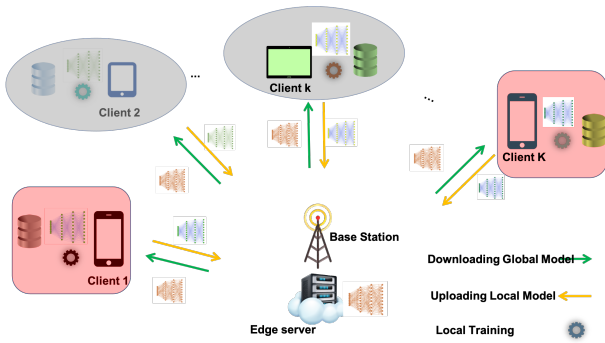 ...
Client k
Client 2
...
Client K
Client 1
Base Station
Downloading Global Model
Uploading Local Model
Edge server
Local Training